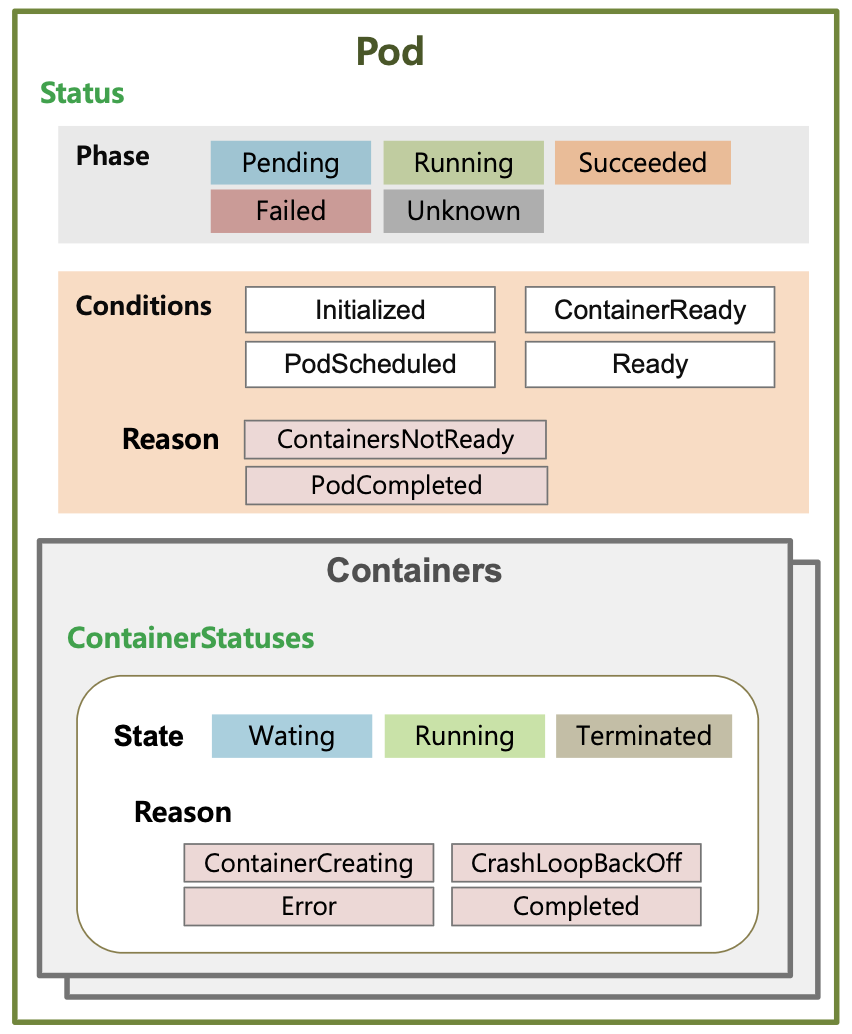 Pod
Status
Phase Pending Running Succeeded
Failed Unknown
Conditions Initialized ContainerReady
PodScheduled Ready
Reason ContainersNotReady
PodCompleted
Containers
ContainerStatuses
State Wating Running Terminated
Reason
ContainerCreating CrashLoopBackOff
Error Completed